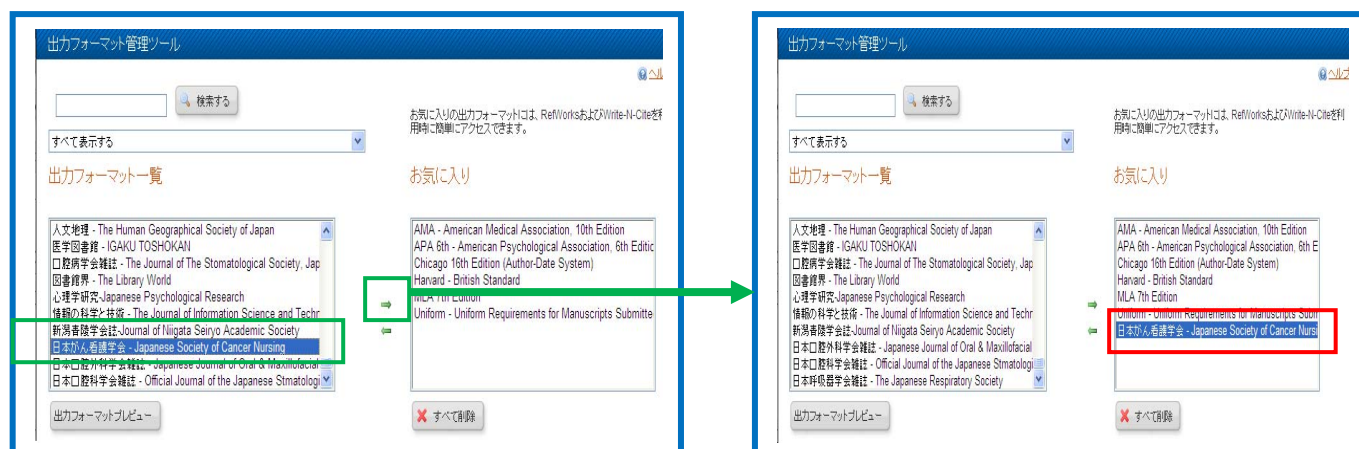 出力フォーマット管理ツール
ヘル
検索する
お気に入りの出力フォーマットには、RefWorksおよびWrite-N-Citeを利
用時に簡単にアクセスできます。
すべて表示する
出力フォーマット一覧
お気に入り
人文地理 - The Human Geographical Society of Japan
医学図書館 - IGAKU TOSHOKAN
口腔病学会雑誌 - The Journal of The Stomatological Society, Jap
図書館界 - The Library World
心理学研究-Japanese Psychological Research
情報の科学と技術 - The Journal of Information Science and Techr
新潟青陵学会誌-Journal of Niigata Seiryo Academic Society
日本がん看護学会 - Japanese Society of Cancer Nursing
日本口腔外科学会雑誌 - Japanese Journal of Oral & Maxillofacial
日本口腔科学会雑誌 - Official Journal of the Japanese Stmatologi
AMA - American Medical Association, 10th Edition
APA 6th - American Psychological Association, 6th Editic
Chicago 16th Edition (Author-Date System)
Harvard - British Standard
MLA 7th Edition
Uniform - Uniform Requirements for Manuscripts Submitte
出力フォーマットプレビュー
すべて削除
出力フォーマット管理ツール
ヘルプ
検索する
お気に入りの出力フォーマットには、RefWorksおよびWrite-N-Citeを利
用時に簡単にアクセスできます。
すべて表示する
出力フォーマット一覧
お気に入り
人文地理 - The Human Geographical Society of Japan
医学図書館 - IGAKU TOSHOKAN
口腔病学会雑誌 - The Journal of The Stomatological Society, Jap
図書館界 - The Library World
心理学研究-Japanese Psychological Research
情報の科学と技術 - The Journal of Information Science and Techr
新潟青陵学会誌-Journal of Niigata Seiryo Academic Society
日本がん看護学会 - Japanese Society of Cancer Nursing
日本口腔外科学会雑誌 - Japanese Journal of Oral & Maxillofacial
日本口腔科学会雑誌 - Official Journal of the Japanese Stmatologi
日本呼吸器学会雑誌 - The Japanese Respiratory Society
AMA - American Medical Association, 10th Edition
APA 6th - American Psychological Association, 6th E
Chicago 16th Edition (Author-Date System)
Harvard - British Standard
MLA 7th Edition
Uniform - Uniform Requirements for Manuscripts Subm
日本がん看護学会 - Japanese Society of Cancer Nursi
出力フォーマットプレビュー
すべて削除